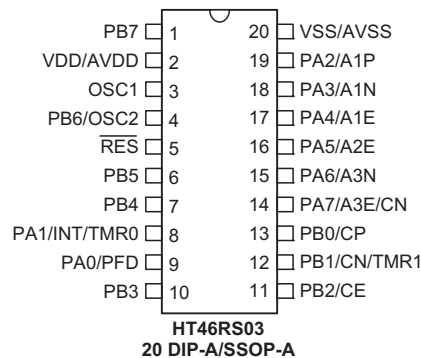 PB7 1 20 VSS/AVSS
VDD/AVDD 2 19 PA2/A1P
OSC1 3 18 PA3/A1N
PB6/OSC2 4 17 PA4/A1E
RES 5 16 PA5/A2E
PB5 6 15 PA6/A3N
PB4 7 14 PA7/A3E/CN
PA1/INT/TMR0 8 13 PB0/CP
PA0/PFD 9 12 PB1/CN/TMR1
PB3 10 11 PB2/CE
HT46RS03
20 DIP-A/SSOP-A